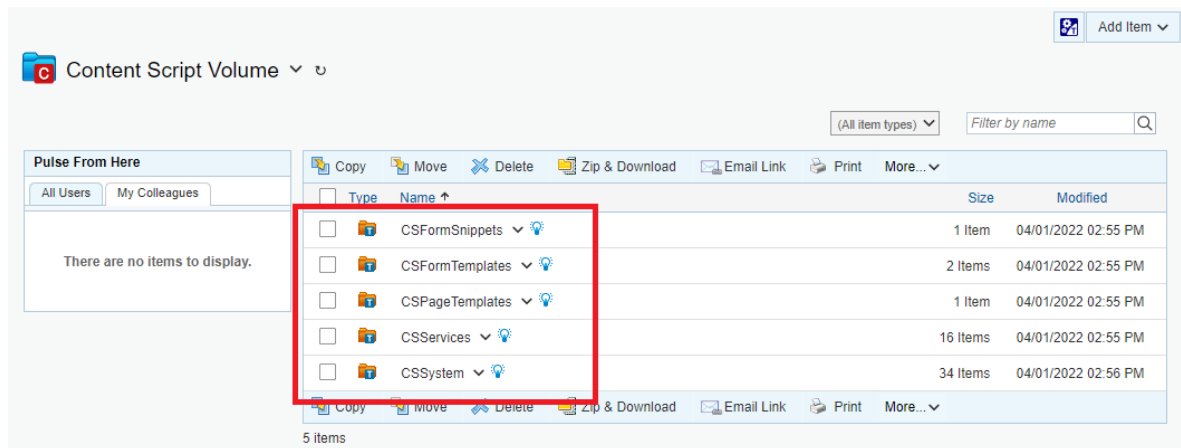 Add Item
Content Script Volume
(All item types) Filter by name
Pulse From Here
All Users My Colleagues
There are no items to display.
Copy Move Delete Zip & Download Email Link Print More...
Type Name Size Modified
CSFormSnippets 1 Item 04/01/2022 02:55 PM
CSFormTemplates 2 Items 04/01/2022 02:55 PM
CSPageTemplates 1 Item 04/01/2022 02:55 PM
CSServices 16 Items 04/01/2022 02:55 PM
CSSystem 34 Items 04/01/2022 02:56 PM
Copy Move Delete Zip & Download Email Link Print More...
5 items